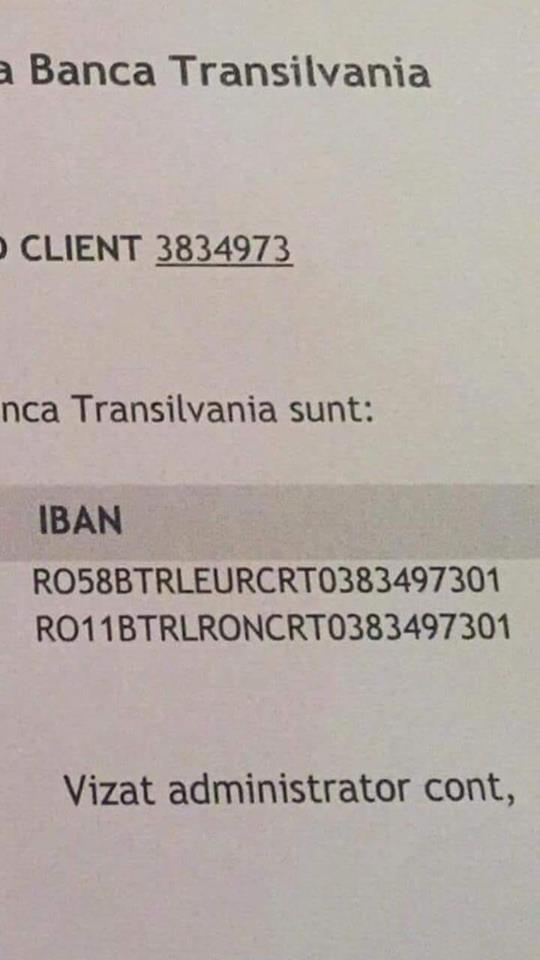 a Banca Transilvania
CLIENT 3834973
nca Transilvania sunt:
IBAN
RO58BTRLEURCRT0383497301
RO11BTRLRONCRT0383497301
Vizat administrator cont,